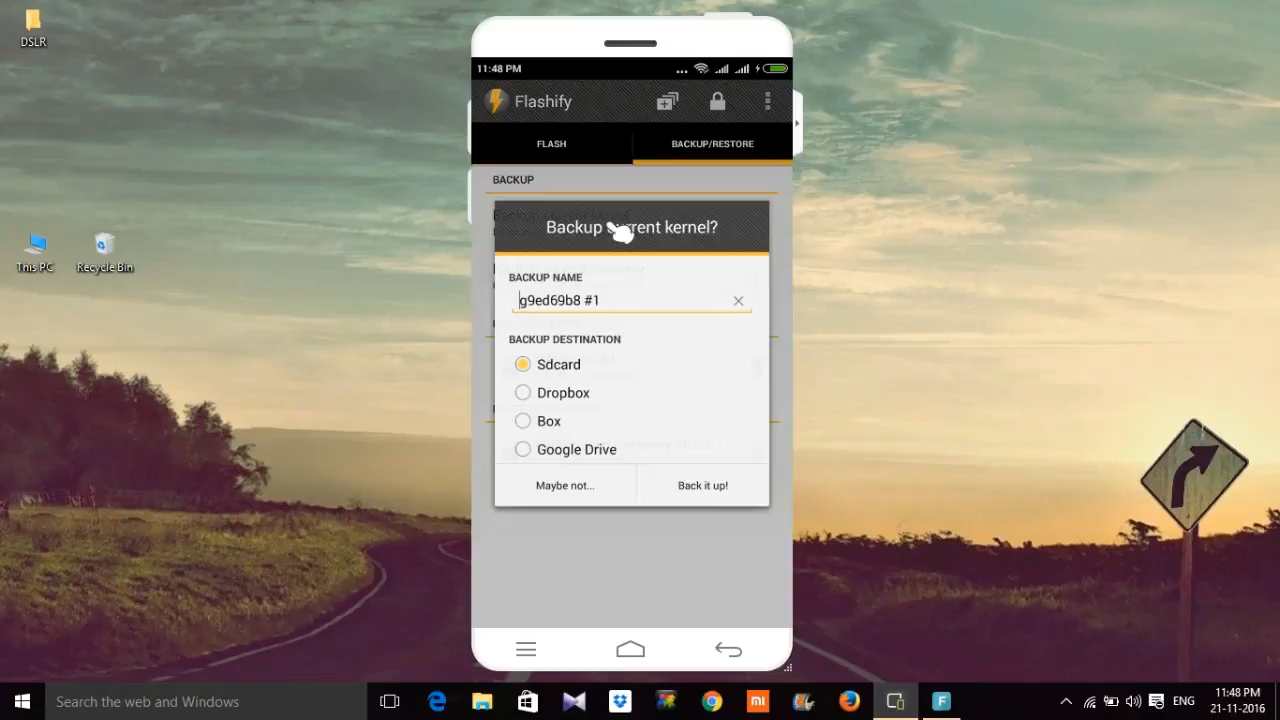 DSLR
This PC
Recycle Bin
11:48 PM
Flashify
FLASH
BACKUP/RESTORE
BACKUP
Backup current kernel?
BACKUP NAME
g9ed69b8 #1
BACKUP DESTINATION
Sdcard
Dropbox
Box
Google Drive
Maybe not...
Back it up!
Search the web and Windows
ENG
11:48 PM
21-11-2016